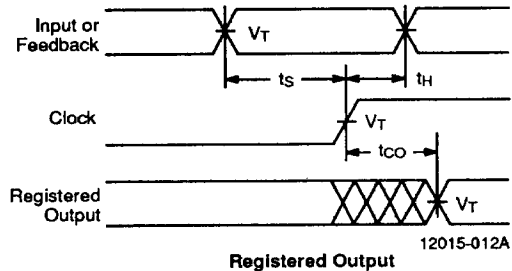 Input or
Feedback
VT
tS
tH
Clock
VT
tCO
Registered
Output
VT
12015-012A
Registered Output